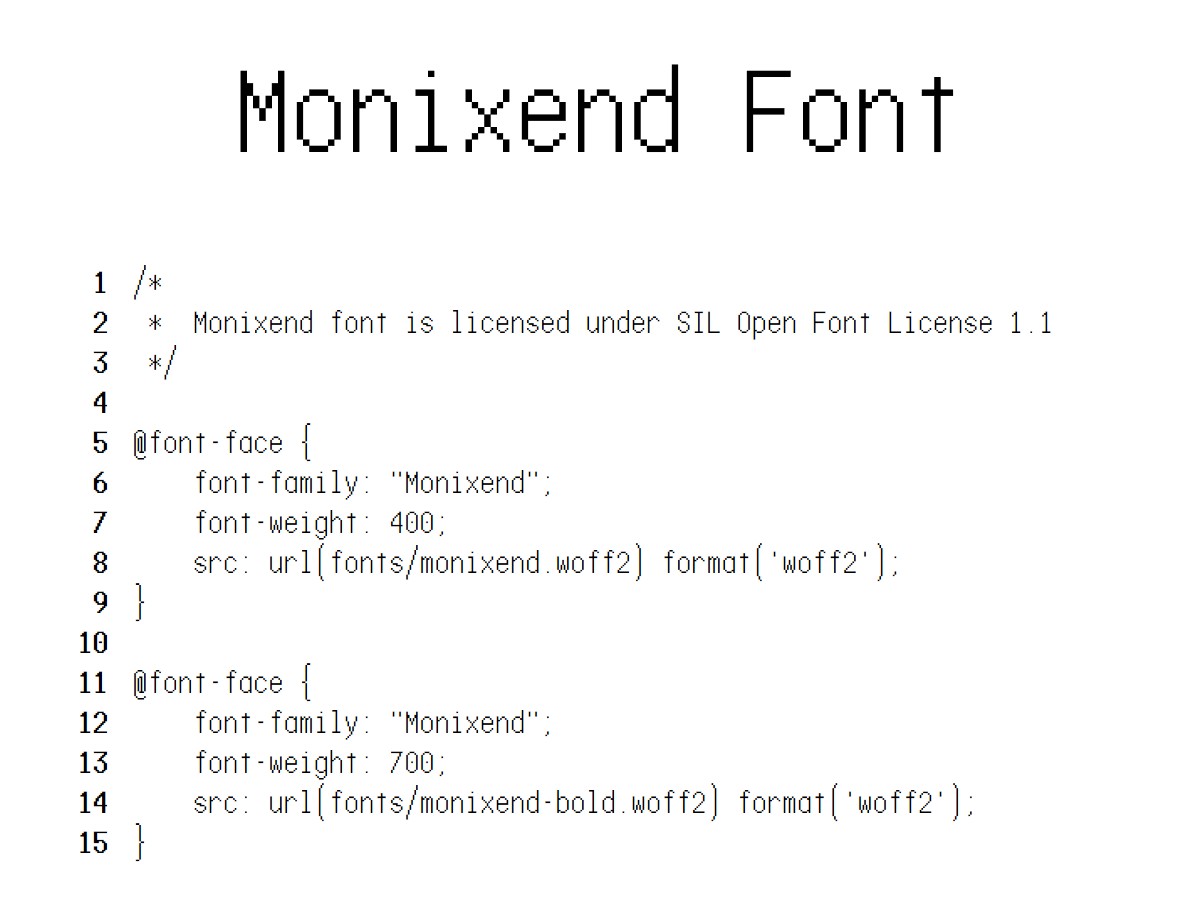 Monixend Font
1 /*
2  *  Monixend font is licensed under SIL Open Font License 1.1
3  */
4
5 @font-face {
6     font-family: "Monixend";
7     font-weight: 400;
8     src: url(fonts/monixend.woff2) format('woff2');
9 }
10
11 @font-face {
12     font-family: "Monixend";
13     font-weight: 700;
14     src: url(fonts/monixend-bold.woff2) format('woff2');
15 }